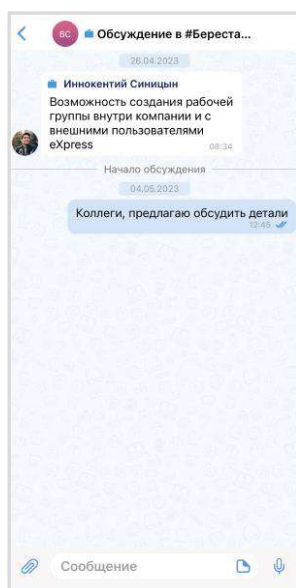 ВС Обсуждение в #Береста...
26.04.2023
Иннокентий Синицын
Возможность создания рабочей
группы внутри компании и с
внешними пользователями
eXpress 08:34
Начало обсуждения
04.05.2023
Коллеги, предлагаю обсудить детали
12:45
Сообщение